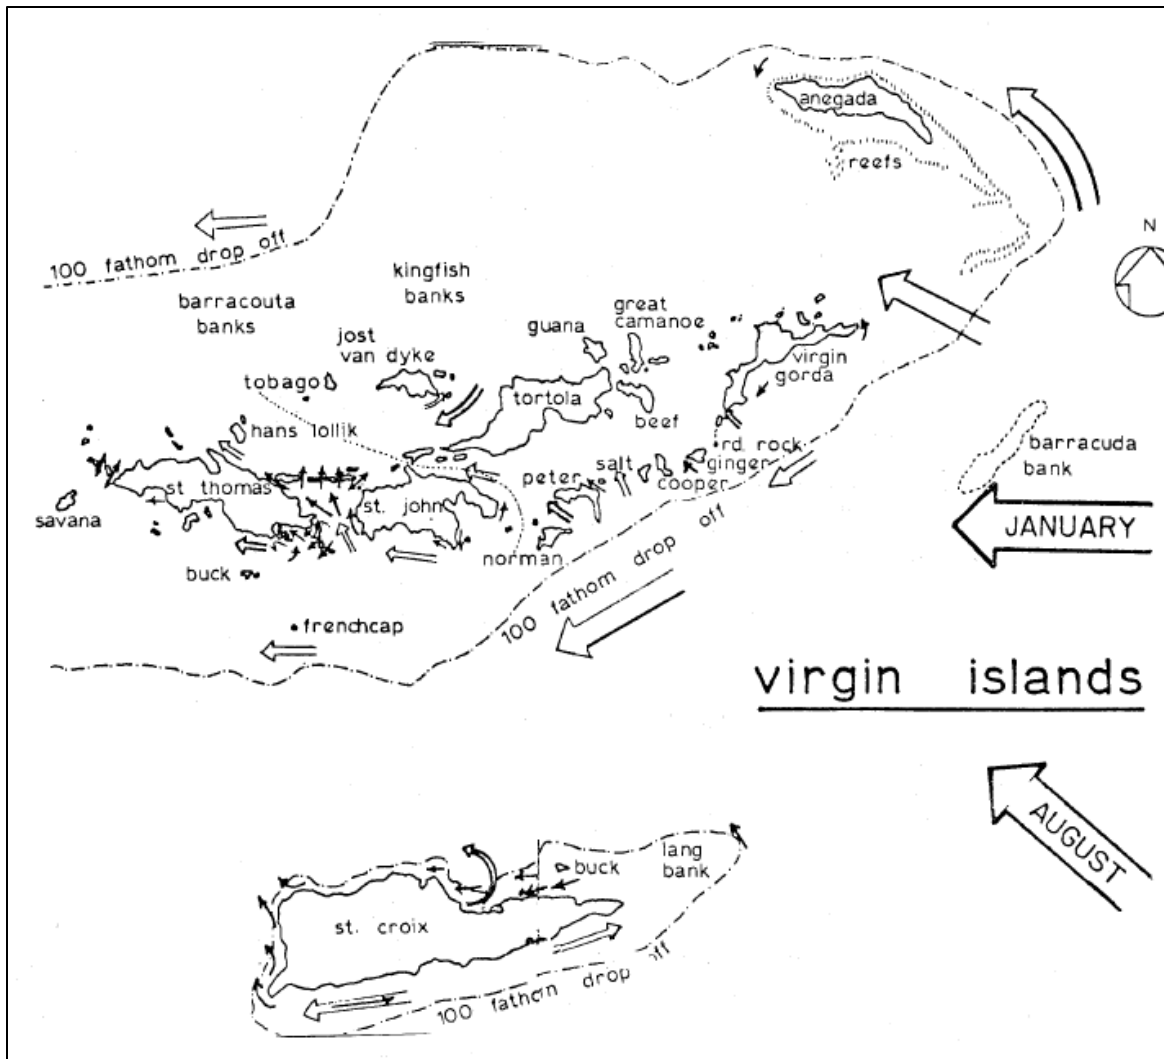 anegada
reefs
N
100 fathom drop off
kingfish
banks
barracouta
banks
great
camanoe
guana
jost
van dyke
virgin
gorda
tobago
tortola
beef
hans lollik
barracuda
bank
rd. rock
salt
ginger
peter
cooper
st thomas
st. john
savana
norman
JANUARY
buck
100 fathom drop off
frenchcap
virgin islands
AUGUST
lang
bank
buck
st. croix
100 fathom drop off